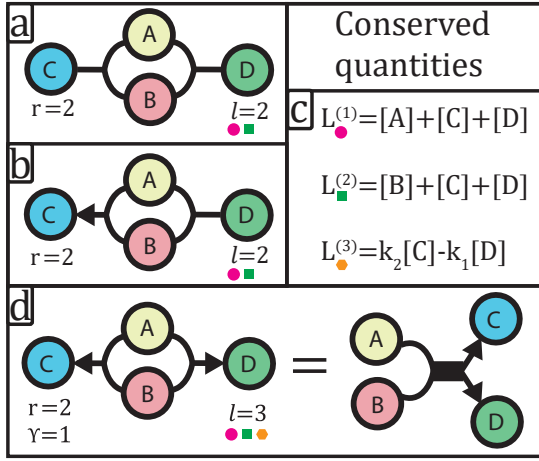 a
A
C
D
B
r=2
l=2
Conserved
quantities
b
A
C
D
B
r=2
l=2
c
L^(1)=[A]+[C]+[D]
L^(2)=[B]+[C]+[D]
L^(3)=k₂[C]-k₁[D]
d
A
C
D
B
r=2
γ=1
l=3
=
A
B
C
D